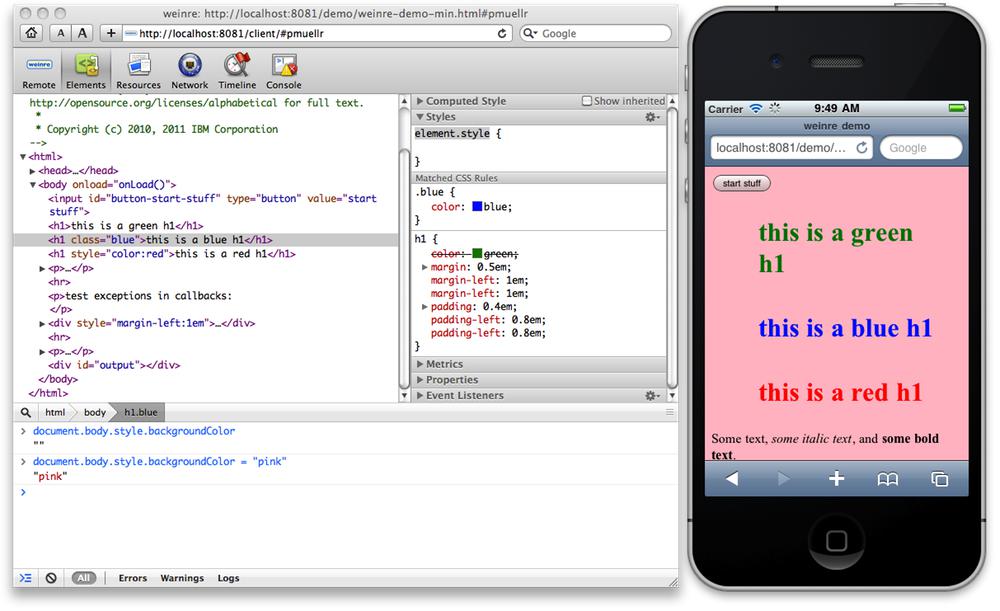 weinre: http://localhost:8081/demo/weinre-demo-min.html#pmuellr
A A + http://localhost:8081/client/#pmuellr Google
Remote Elements Resources Network Timeline Console
http://opensource.org/licenses/alphabetical for full text.
*
* Copyright (c) 2010, 2011 IBM Corporation
-->
<html>
<head>…</head>
<body onload="onLoad()">
<input id="button-start-stuff" type="button" value="start
stuff">
<h1>this is a green h1</h1>
<h1 class="blue">this is a blue h1</h1>
<h1 style="color:red">this is a red h1</h1>
<p>…</p>
<hr>
<p>test exceptions in callbacks:
</p>
<div style="margin-left:1em">…</div>
<hr>
<p>…</p>
<div id="output"></div>
</body>
</html>
Computed Style Show inherited
Styles
element.style {
}
Matched CSS Rules
.blue {
color: blue;
}
h1 {
color: green;
margin: 0.5em;
margin-left: 1em;
margin-left: 1em;
padding: 0.4em;
padding-left: 0.8em;
padding-left: 0.8em;
}
Metrics
Properties
Event Listeners
html body h1.blue
> document.body.style.backgroundColor
""
> document.body.style.backgroundColor = "pink"
"pink"
>
All Errors Warnings Logs
Carrier 9:49 AM
weinre demo
localhost:8081/demo/... Google
start stuff
this is a green
h1
this is a blue h1
this is a red h1
Some text, some italic text, and some bold
text.